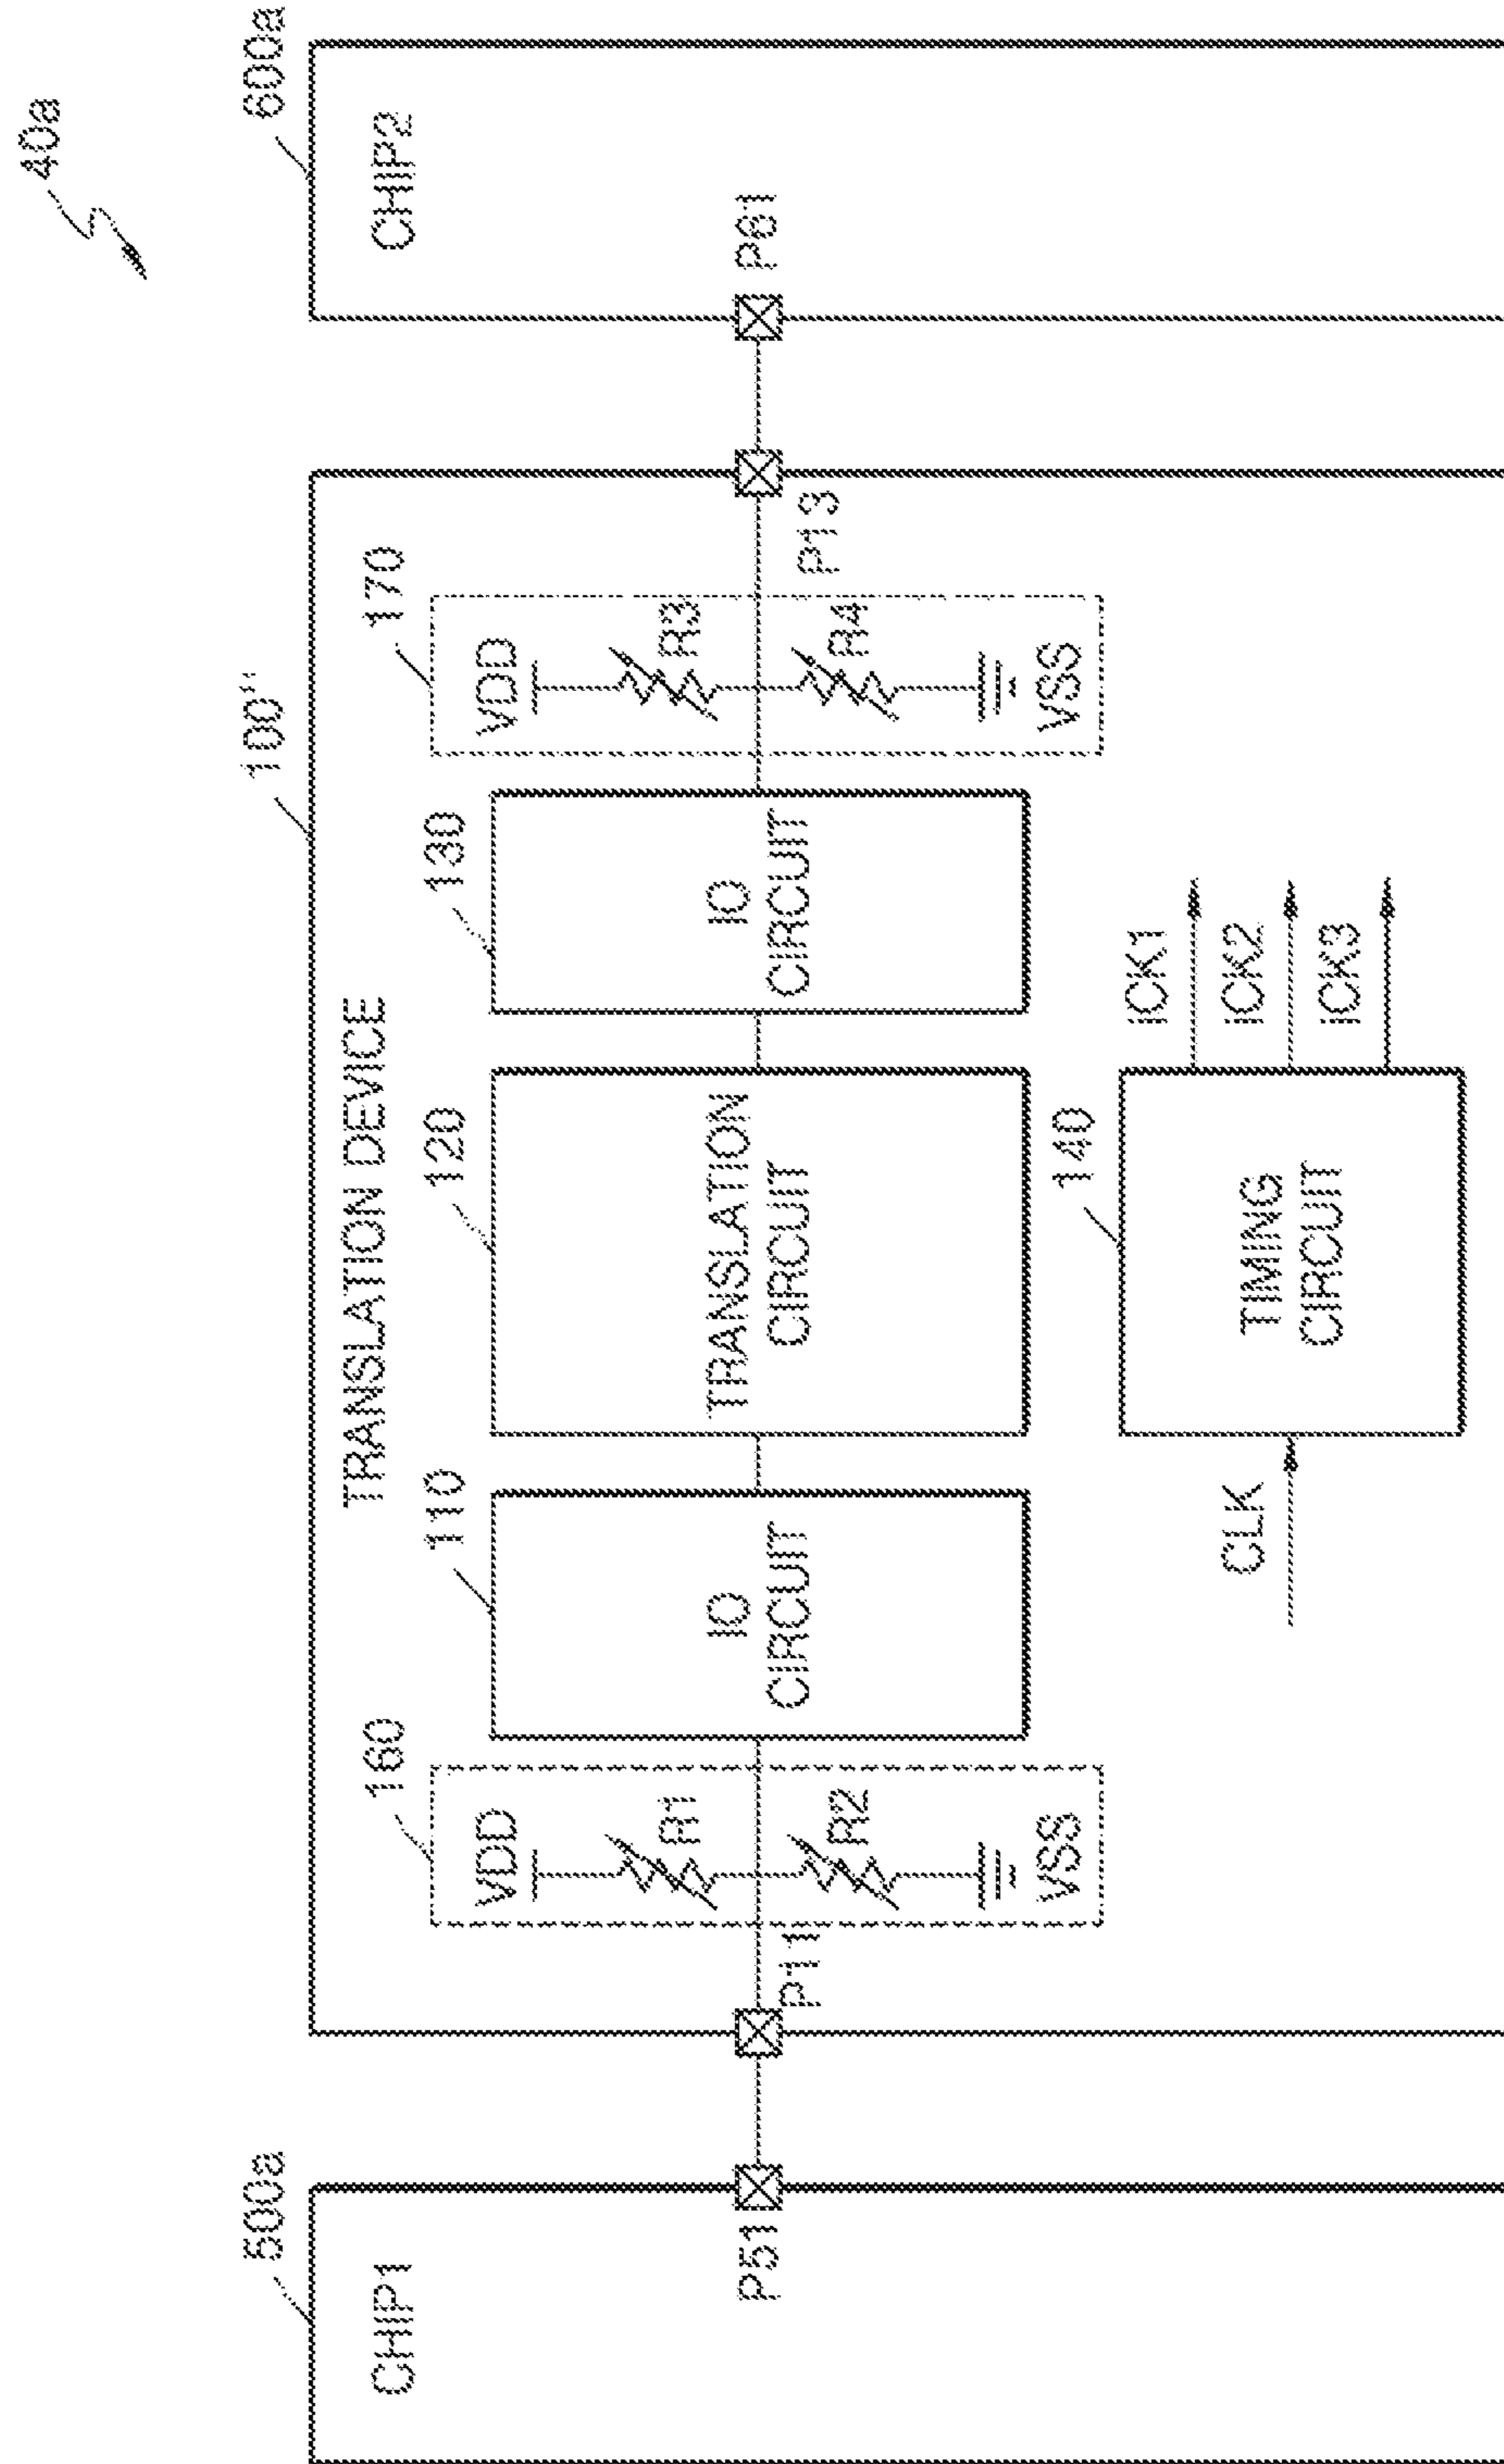 40a
500a
100"
600a
CHIP1
TRANSLATION DEVICE
CHIP2
160
110
120
130
170
VDD
VDD
R1
R3
IO
CIRCUIT
TRANSLATION
CIRCUIT
IO
CIRCUIT
P51
P11
P13
P61
R2
R4
VSS
VSS
140
CLK
TIMING
CIRCUIT
ICK1
ICK2
ICK3